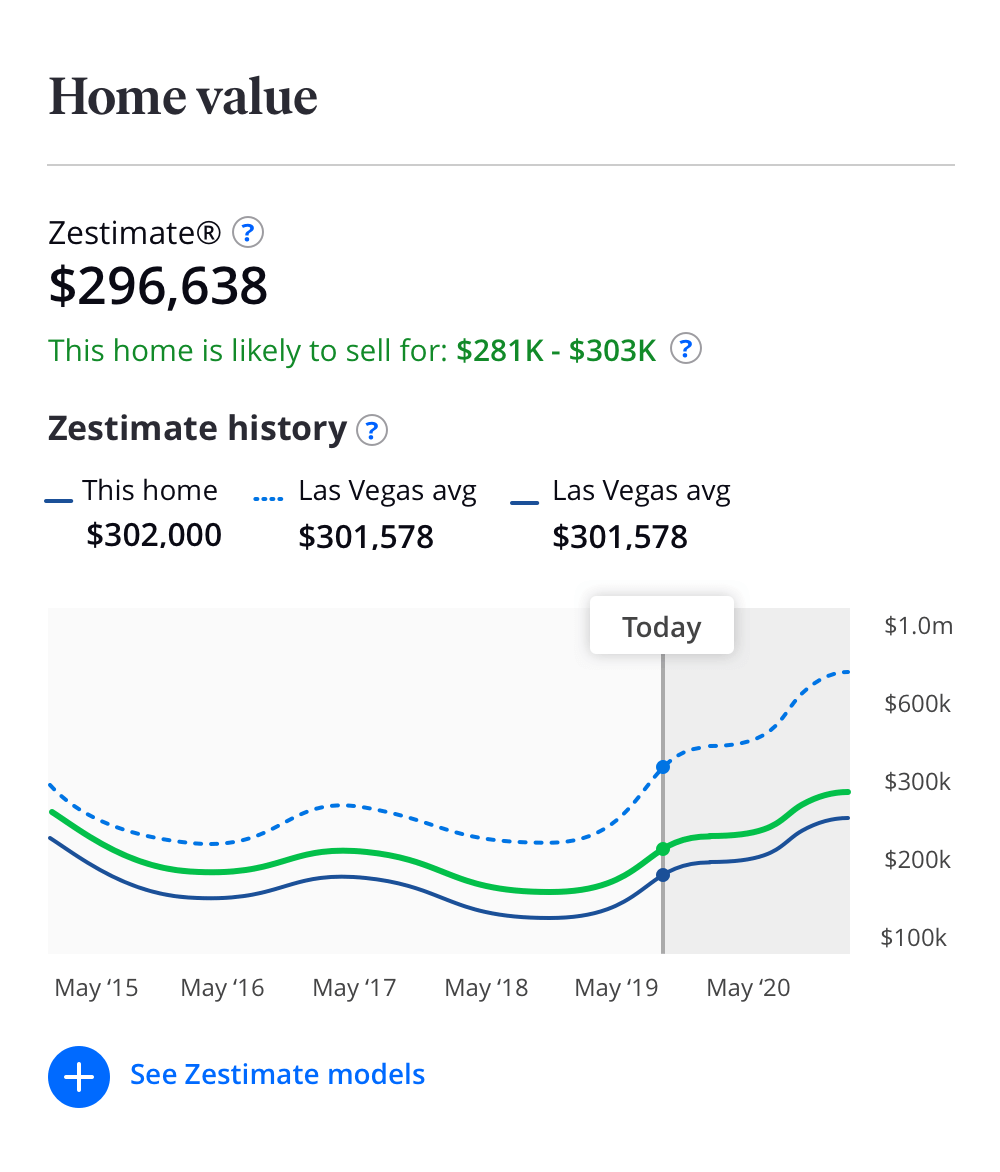 Home value
Zestimate® ?
$296,638
This home is likely to sell for: $281K - $303K ?
Zestimate history ?
This home Las Vegas avg Las Vegas avg
$302,000 $301,578 $301,578
Today
$1.0m
$600k
$300k
$200k
$100k
May ‘15 May ‘16 May ‘17 May ‘18 May ‘19 May ‘20
See Zestimate models